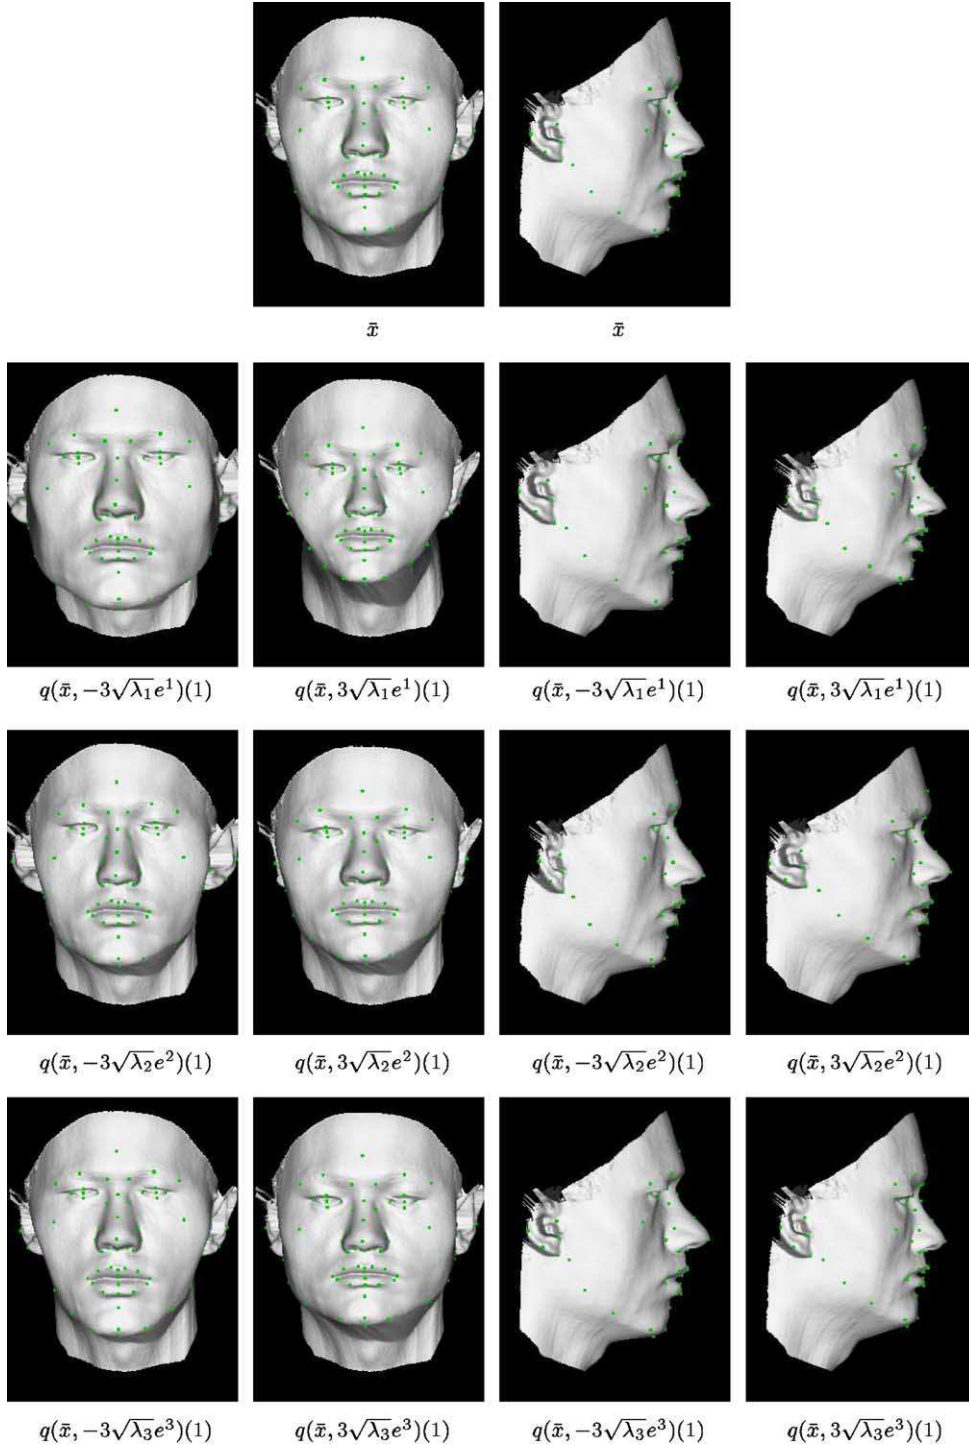 x̄ x̄
q(x̄, −3√λ₁e¹)(1) q(x̄, 3√λ₁e¹)(1) q(x̄, −3√λ₁e¹)(1) q(x̄, 3√λ₁e¹)(1)
q(x̄, −3√λ₂e²)(1) q(x̄, 3√λ₂e²)(1) q(x̄, −3√λ₂e²)(1) q(x̄, 3√λ₂e²)(1)
q(x̄, −3√λ₃e³)(1) q(x̄, 3√λ₃e³)(1) q(x̄, −3√λ₃e³)(1) q(x̄, 3√λ₃e³)(1)